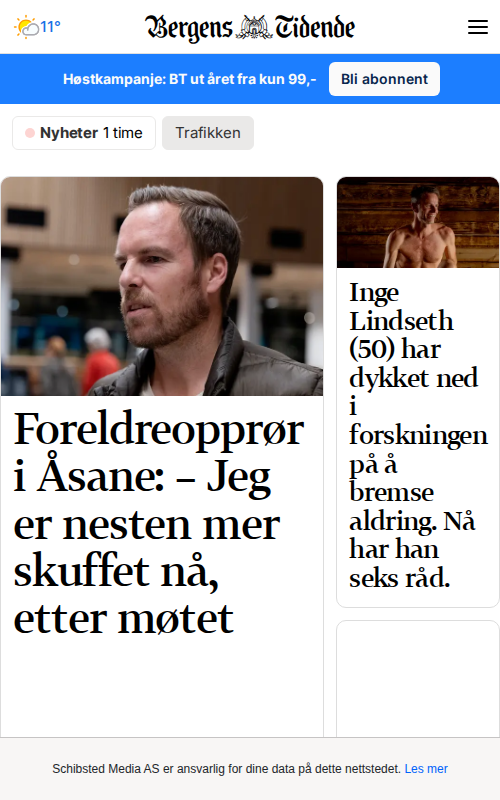 11°
Bergens Tidende
Høstkampanje: BT ut året fra kun 99,-
Bli abonnent
Nyheter 1 time
Trafikken
Foreldreopprør
i Åsane: – Jeg
er nesten mer
skuffet nå,
etter møtet
Inge
Lindseth
(50) har
dykket ned
i
forskningen
på å
bremse
aldring. Nå
har han
seks råd.
Schibsted Media AS er ansvarlig for dine data på dette nettstedet. Les mer